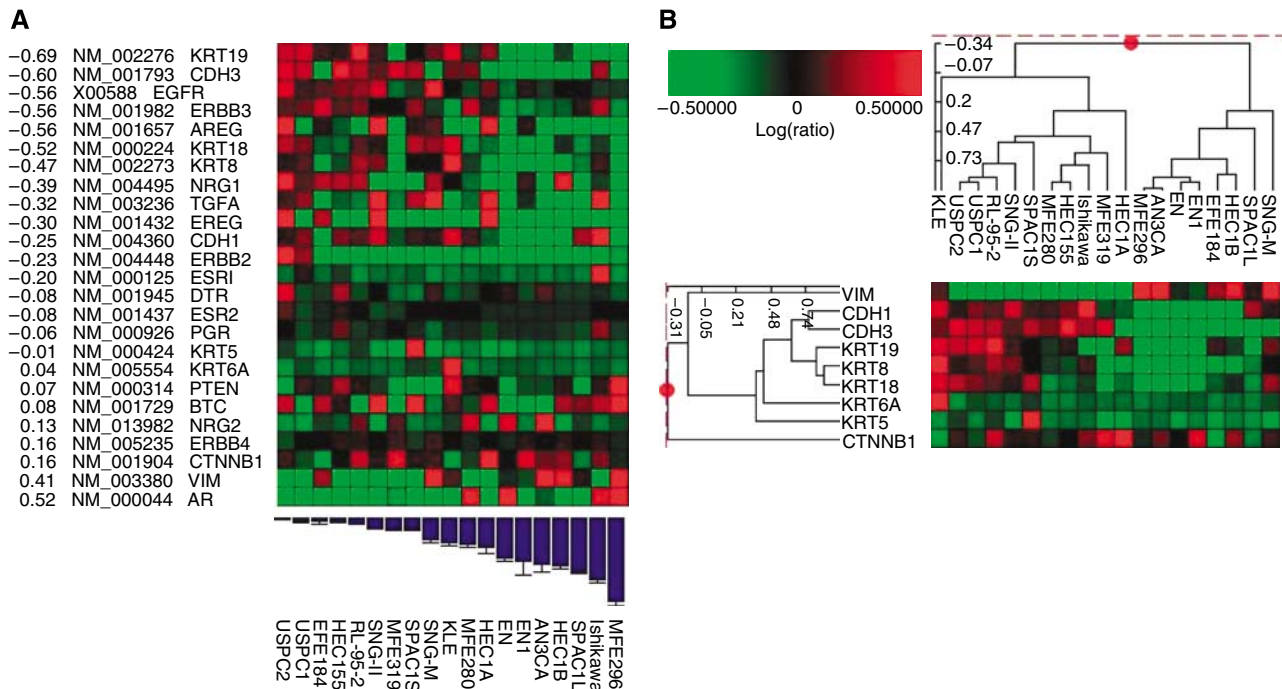 A
−0.69 NM_002276 KRT19
−0.60 NM_001793 CDH3
−0.56 X00588 EGFR
−0.56 NM_001982 ERBB3
−0.56 NM_001657 AREG
−0.52 NM_000224 KRT18
−0.47 NM_002273 KRT8
−0.39 NM_004495 NRG1
−0.32 NM_003236 TGFA
−0.30 NM_001432 EREG
−0.25 NM_004360 CDH1
−0.23 NM_004448 ERBB2
−0.20 NM_000125 ESRI
−0.08 NM_001945 DTR
−0.08 NM_001437 ESR2
−0.06 NM_000926 PGR
−0.01 NM_000424 KRT5
0.04 NM_005554 KRT6A
0.07 NM_000314 PTEN
0.08 NM_001729 BTC
0.13 NM_013982 NRG2
0.16 NM_005235 ERBB4
0.16 NM_001904 CTNNB1
0.41 NM_003380 VIM
0.52 NM_000044 AR
USPC2
USPC1
EFE184
HEC155
RL-95-2
SNG-II
MFE319
SPAC1S
SNG-M
KLE
MFE280
HEC1A
EN
EN1
AN3CA
HEC1B
SPAC1L
Ishikawa
MFE296
B
−0.50000 0 0.50000
Log(ratio)
−0.34
−0.07
0.2
0.47
0.73
KLE
USPC2
USPC1
RL-95-2
SNG-II
SPAC1S
MFE280
HEC155
Ishikawa
MFE319
HEC1A
MFE296
AN3CA
EN
EN1
EFE184
HEC1B
SPAC1L
SNG-M
−0.31
−0.05
0.21
0.48
0.74
VIM
CDH1
CDH3
KRT19
KRT8
KRT18
KRT6A
KRT5
CTNNB1